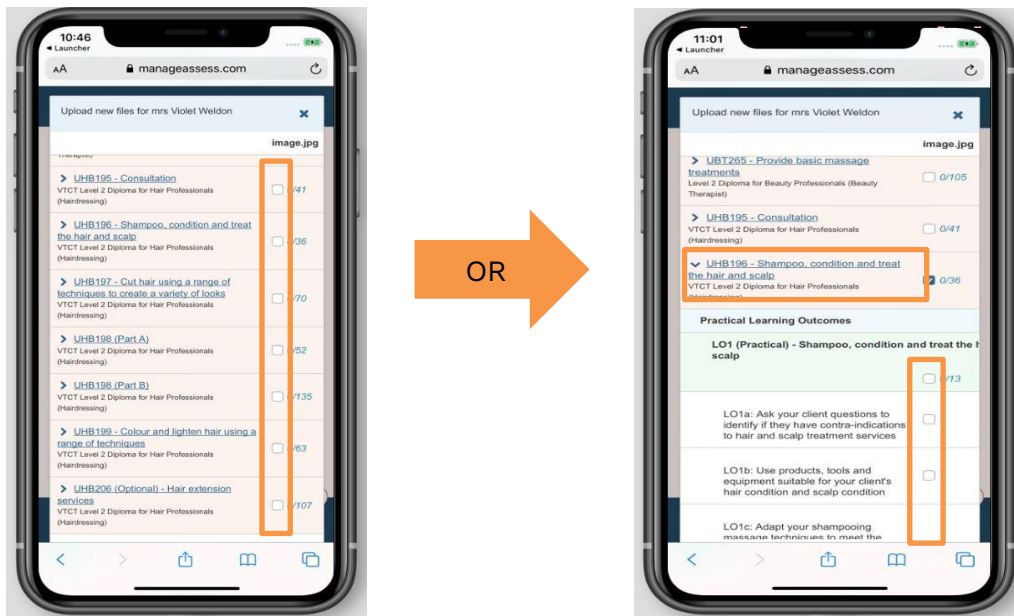 10:46
Launcher
AA manageassess.com
Upload new files for mrs Violet Weldon
image.jpg
Therapist)
UHB195 - Consultation
VTCT Level 2 Diploma for Hair Professionals
(Hairdressing)
/41
UHB196 - Shampoo, condition and treat
the hair and scalp
VTCT Level 2 Diploma for Hair Professionals
(Hairdressing)
/36
UHB197 - Cut hair using a range of
techniques to create a variety of looks
VTCT Level 2 Diploma for Hair Professionals
(Hairdressing)
/70
UHB198 (Part A)
VTCT Level 2 Diploma for Hair Professionals
(Hairdressing)
/52
UHB198 (Part B)
VTCT Level 2 Diploma for Hair Professionals
(Hairdressing)
/135
UHB199 - Colour and lighten hair using a
range of techniques
VTCT Level 2 Diploma for Hair Professionals
(Hairdressing)
/63
UHB206 (Optional) - Hair extension
services
VTCT Level 2 Diploma for Hair Professionals
(Hairdressing)
/107
OR
11:01
Launcher
AA manageassess.com
Upload new files for mrs Violet Weldon
image.jpg
UBT265 - Provide basic massage
treatments
Level 2 Diploma for Beauty Professionals (Beauty
Therapist)
0/105
UHB195 - Consultation
VTCT Level 2 Diploma for Hair Professionals
(Hairdressing)
0/41
UHB196 - Shampoo, condition and treat
the hair and scalp
VTCT Level 2 Diploma for Hair Professionals
(Hairdressing)
0/36
Practical Learning Outcomes
LO1 (Practical) - Shampoo, condition and treat the h
scalp
/13
LO1a: Ask your client questions to
identify if they have contra-indications
to hair and scalp treatment services
LO1b: Use products, tools and
equipment suitable for your client's
hair condition and scalp condition
LO1c: Adapt your shampooing
massage techniques to meet the